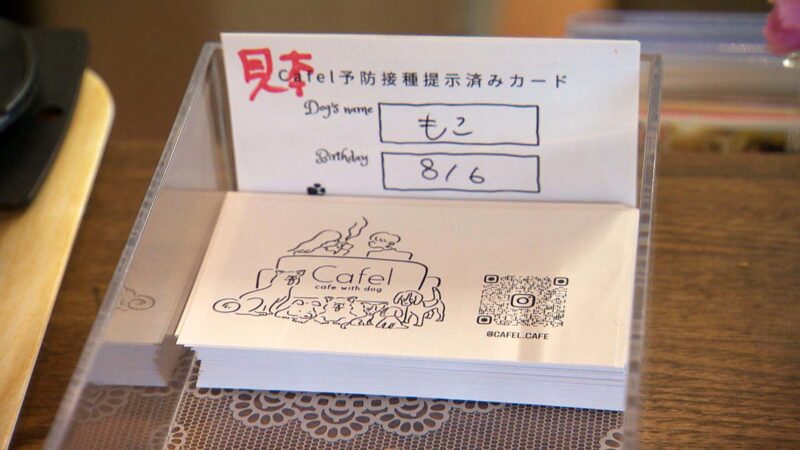 見本
Cafel予防接種提示済みカード
Dog's name
もこ
Birthday
8/6
Cafel
cafe with dog
@CAFEL.CAFE